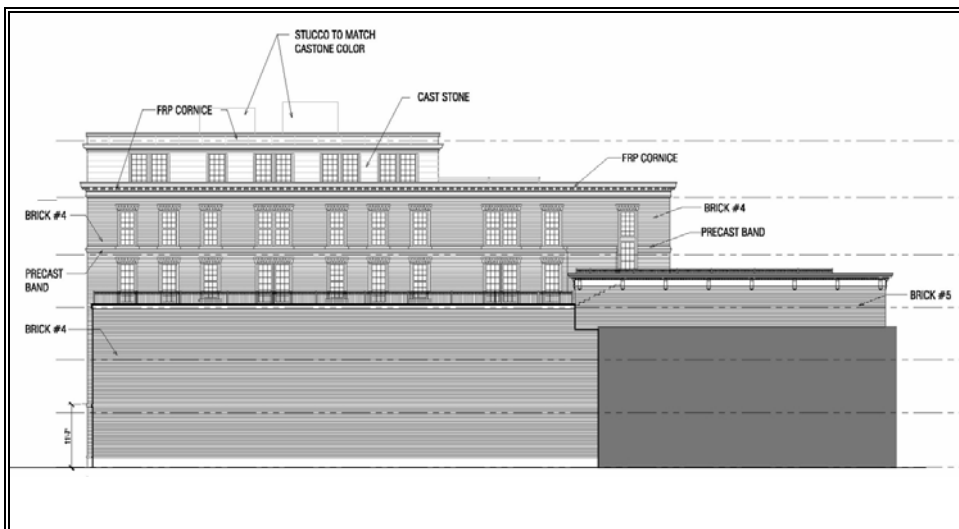 STUCCO TO MATCH
CASTONE COLOR
CAST STONE
FRP CORNICE
FRP CORNICE
BRICK #4
BRICK #4
PRECAST BAND
PRECAST
BAND
BRICK #5
BRICK #4